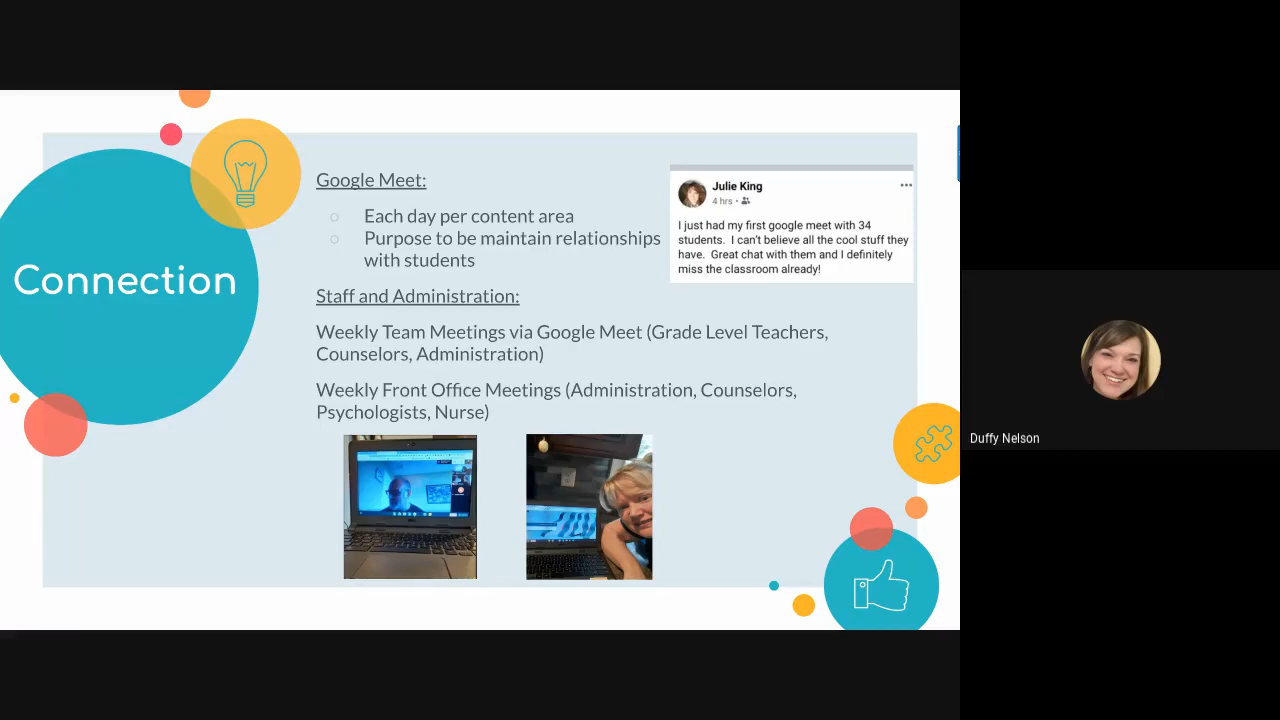 Connection
Google Meet:
Each day per content area
Purpose to be maintain relationships
with students
Julie King
4 hrs
I just had my first google meet with 34
students. I can't believe all the cool stuff they
have. Great chat with them and I definitely
miss the classroom already!
Staff and Administration:
Weekly Team Meetings via Google Meet (Grade Level Teachers,
Counselors, Administration)
Weekly Front Office Meetings (Administration, Counselors,
Psychologists, Nurse)
Duffy Nelson